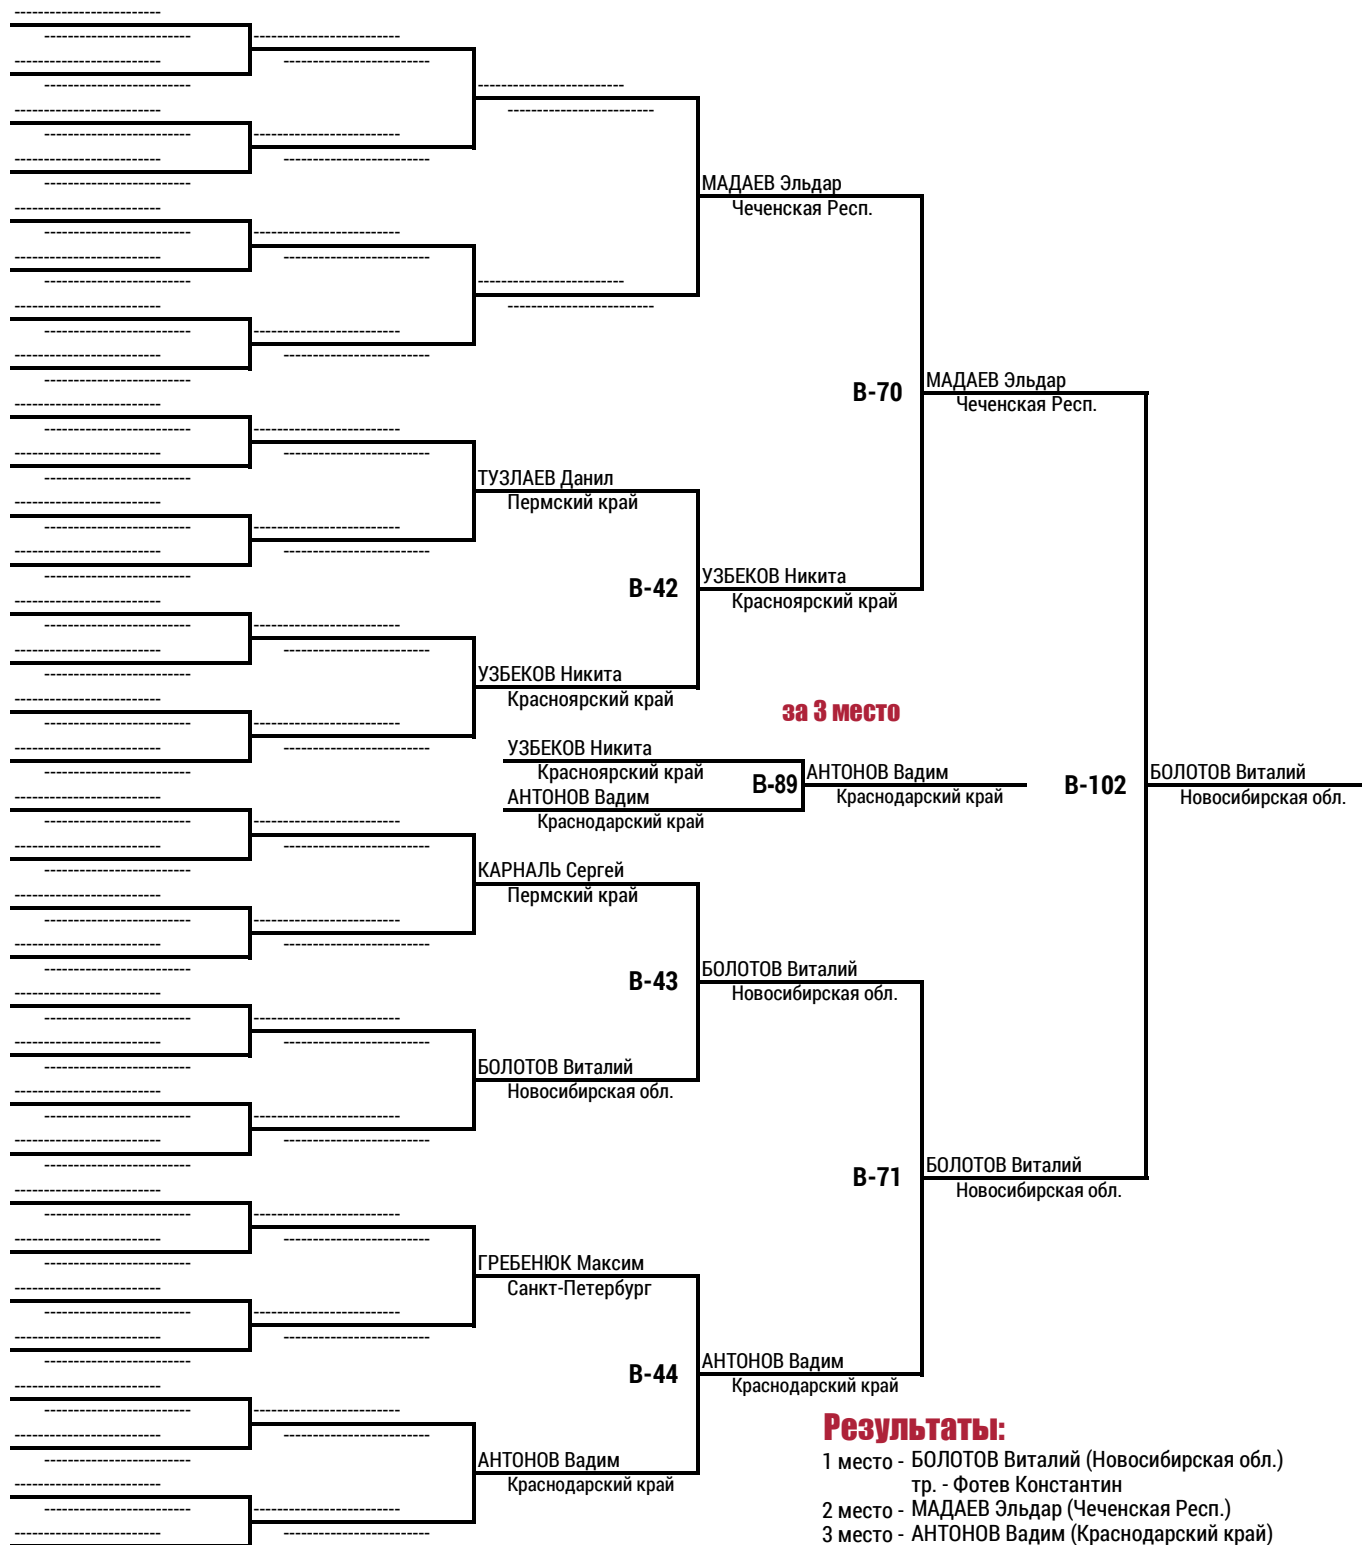 МАДАЕВ Эльдар
Чеченская Респ.
B-70
МАДАЕВ Эльдар
Чеченская Респ.
ТУЗЛАЕВ Данил
Пермский край
B-42
УЗБЕКОВ Никита
Красноярский край
УЗБЕКОВ Никита
Красноярский край
за 3 место
УЗБЕКОВ Никита
Красноярский край
B-89
АНТОНОВ Вадим
Краснодарский край
АНТОНОВ Вадим
Краснодарский край
B-102
БОЛОТОВ Виталий
Новосибирская обл.
КАРНАЛЬ Сергей
Пермский край
B-43
БОЛОТОВ Виталий
Новосибирская обл.
БОЛОТОВ Виталий
Новосибирская обл.
B-71
БОЛОТОВ Виталий
Новосибирская обл.
ГРЕБЕНЮК Максим
Санкт-Петербург
B-44
АНТОНОВ Вадим
Краснодарский край
АНТОНОВ Вадим
Краснодарский край
Результаты:
1 место - БОЛОТОВ Виталий (Новосибирская обл.)
тр. - Фотев Константин
2 место - МАДАЕВ Эльдар (Чеченская Респ.)
3 место - АНТОНОВ Вадим (Краснодарский край)